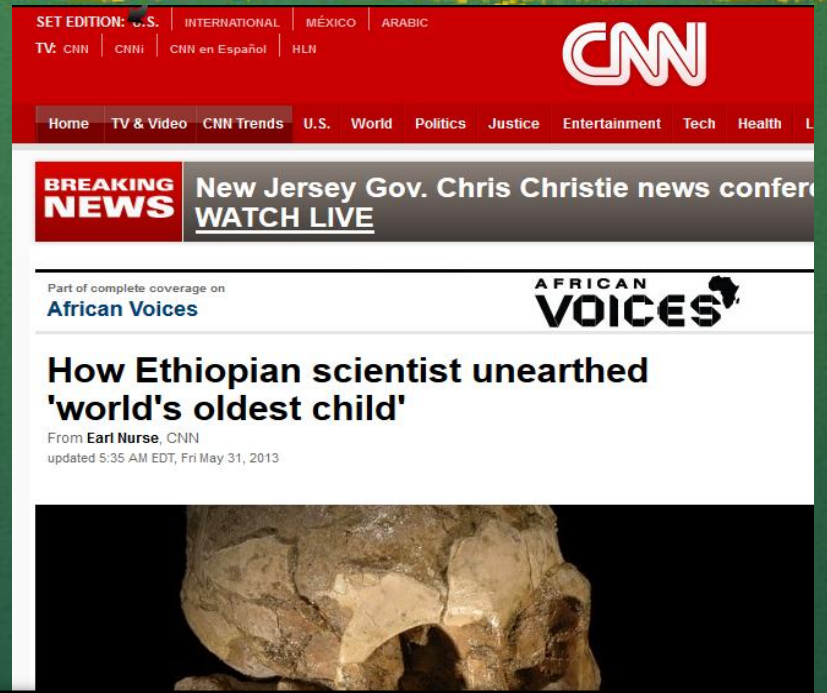 SET EDITION: U.S. INTERNATIONAL MÉXICO ARABIC
TV: CNN CNNi CNN en Español HLN
CNN
Home TV & Video CNN Trends U.S. World Politics Justice Entertainment Tech Health L
BREAKING NEWS
New Jersey Gov. Chris Christie news confer
WATCH LIVE
Part of complete coverage on
African Voices
AFRICAN
VOICES
How Ethiopian scientist unearthed
'world's oldest child'
From Earl Nurse, CNN
updated 5:35 AM EDT, Fri May 31, 2013